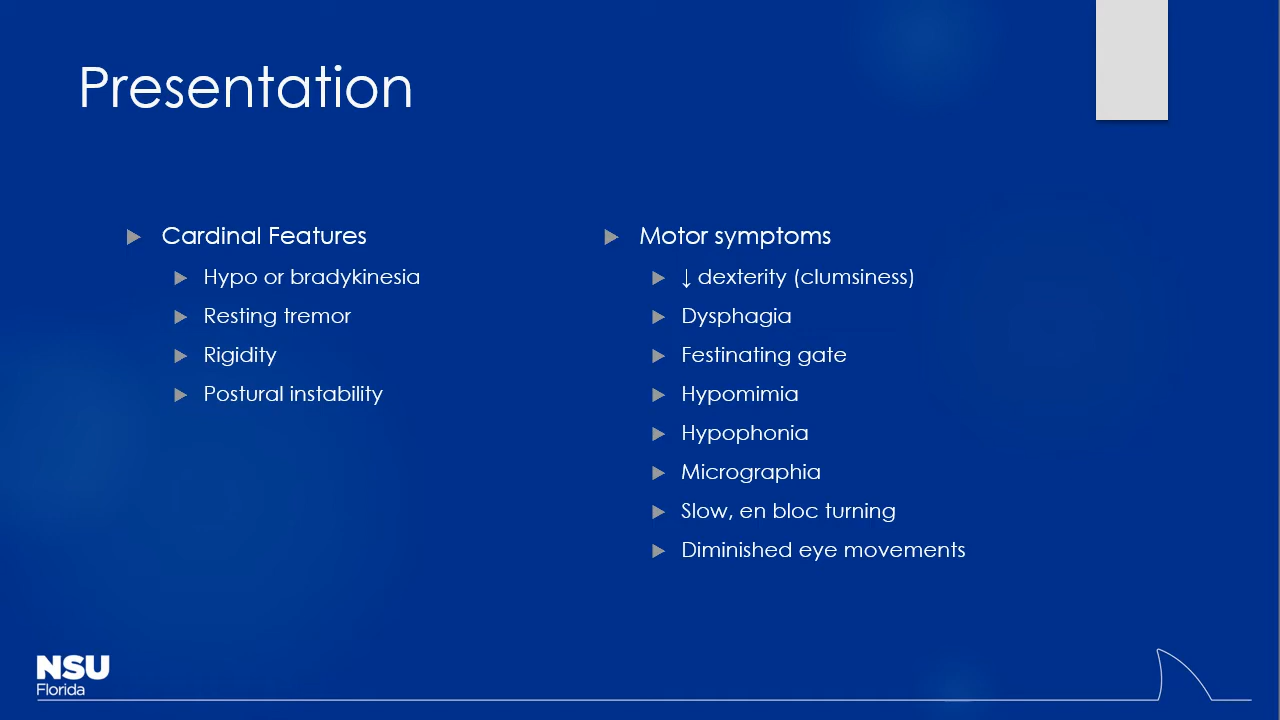 Presentation
Cardinal Features
Hypo or bradykinesia
Resting tremor
Rigidity
Postural instability
Motor symptoms
↓ dexterity (clumsiness)
Dysphagia
Festinating gate
Hypomimia
Hypophonia
Micrographia
Slow, en bloc turning
Diminished eye movements
NSU
Florida